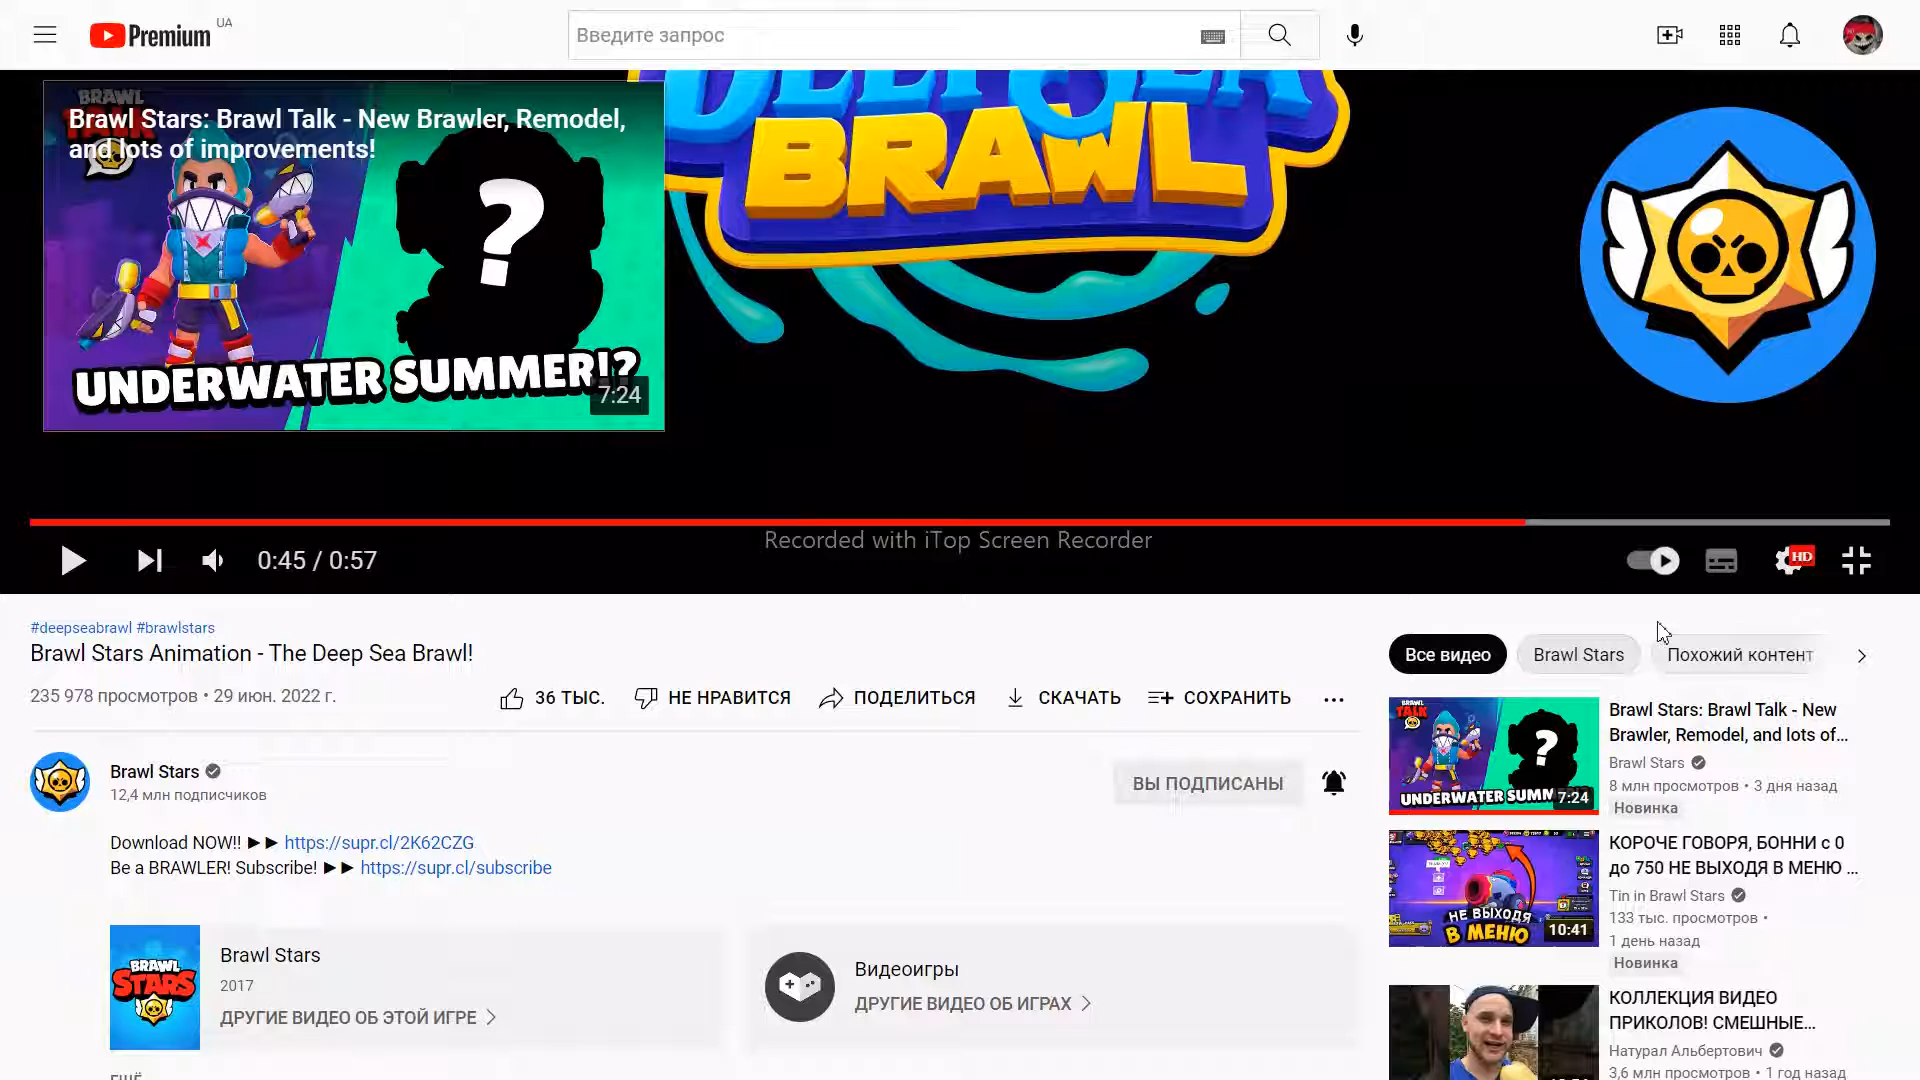 Premium UA
Введите запрос
BRAWL
Brawl Stars: Brawl Talk - New Brawler, Remodel,
and lots of improvements!
BRAWL
?
UNDERWATER SUMMER!?
7:24
0:45 / 0:57
Recorded with iTop Screen Recorder
HD
#deepseabrawl #brawlstars
Brawl Stars Animation - The Deep Sea Brawl!
235 978 просмотров • 29 июн. 2022 г.
36 ТЫС.
НЕ НРАВИТСЯ
ПОДЕЛИТЬСЯ
СКАЧАТЬ
СОХРАНИТЬ
Brawl Stars
12,4 млн подписчиков
ВЫ ПОДПИСАНЫ
Download NOW!! ►► https://supr.cl/2K62CZG
Be a BRAWLER! Subscribe! ►► https://supr.cl/subscribe
BRAWL
STARS
Brawl Stars
2017
ДРУГИЕ ВИДЕО ОБ ЭТОЙ ИГРЕ
Видеоигры
ДРУГИЕ ВИДЕО ОБ ИГРАХ
ЕЩЁ
Все видео
Brawl Stars
Похожий контент
BRAWL
TALK
?
UNDERWATER SUMM
7:24
Brawl Stars: Brawl Talk - New
Brawler, Remodel, and lots of...
Brawl Stars
8 млн просмотров • 3 дня назад
Новинка
НЕ ВЫХОДЯ
В МЕНЮ
10:41
КОРОЧЕ ГОВОРЯ, БОННИ с 0
до 750 НЕ ВЫХОДЯ В МЕНЮ ...
Tin in Brawl Stars
133 тыс. просмотров •
1 день назад
Новинка
КОЛЛЕКЦИЯ ВИДЕО
ПРИКОЛОВ! СМЕШНЫЕ...
Натурал Альбертович
3,6 млн просмотров • 1 год назад